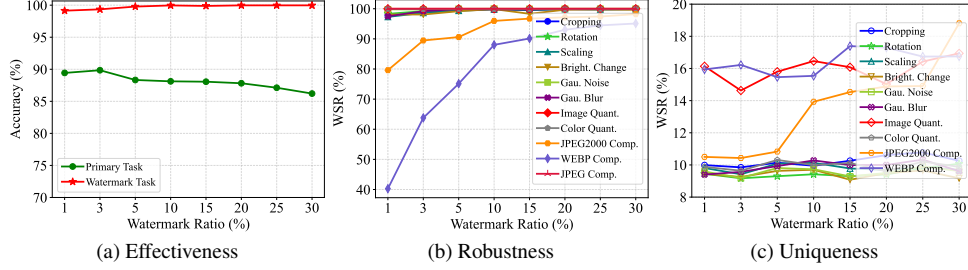 100
95
90
85
80
75
70
Accuracy (%)
Primary Task
Watermark Task
1 3 5 10 15 20 25 30
Watermark Ratio (%)
(a) Effectiveness
100
90
80
70
60
50
40
WSR (%)
Cropping
Rotation
Scaling
Bright. Change
Gau. Noise
Gau. Blur
Image Quant.
Color Quant.
JPEG2000 Comp.
WEBP Comp.
JPEG Comp.
1 3 5 10 15 20 25 30
Watermark Ratio (%)
(b) Robustness
20
18
16
14
12
10
8
WSR (%)
Cropping
Rotation
Scaling
Bright. Change
Gau. Noise
Gau. Blur
Image Quant.
Color Quant.
JPEG2000 Comp.
WEBP Comp.
1 3 5 10 15 20 25 30
Watermark Ratio (%)
(c) Uniqueness